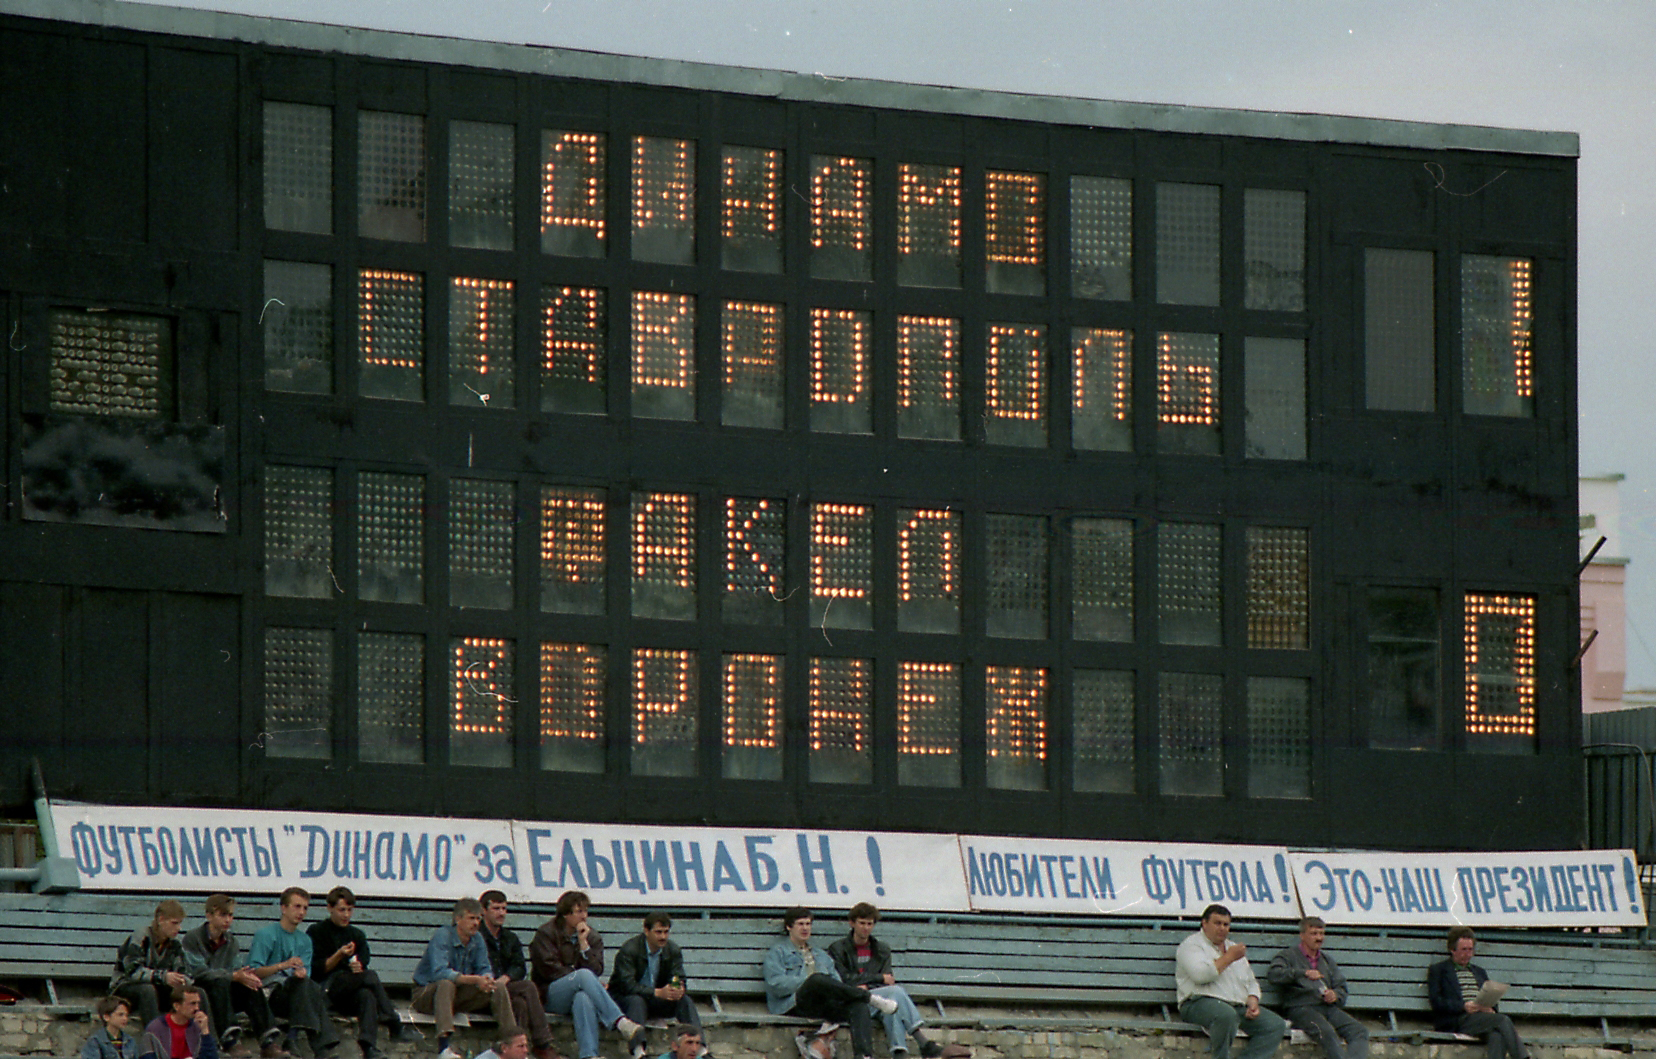 ДИНАМО
СТАВРОПОЛЬ
1
ФАКЕЛ
ВОРОНЕЖ
0
ФУТБОЛИСТЫ "ДИНАМО" за ЕЛЬЦИНА Б. Н. ! ЛЮБИТЕЛИ ФУТБОЛА! ЭТО-НАШ ПРЕЗИДЕНТ!